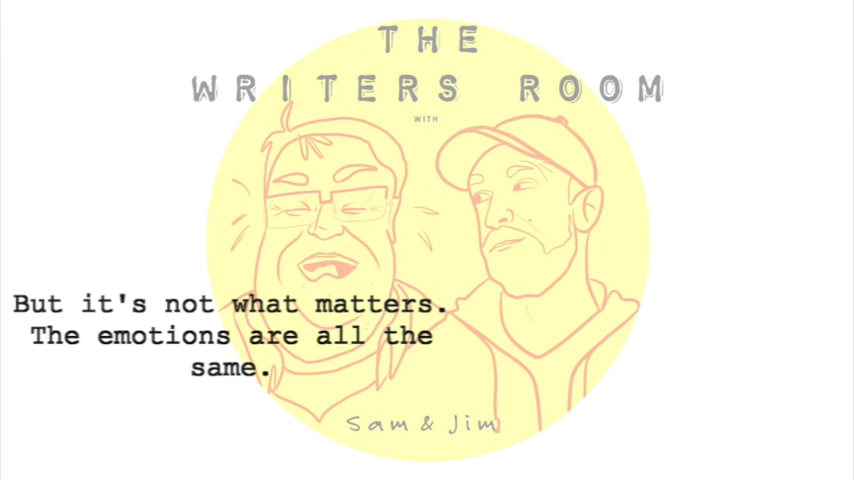 THE
WRITERS ROOM
WITH
But it's not what matters.
The emotions are all the
same.
Sam & Jim